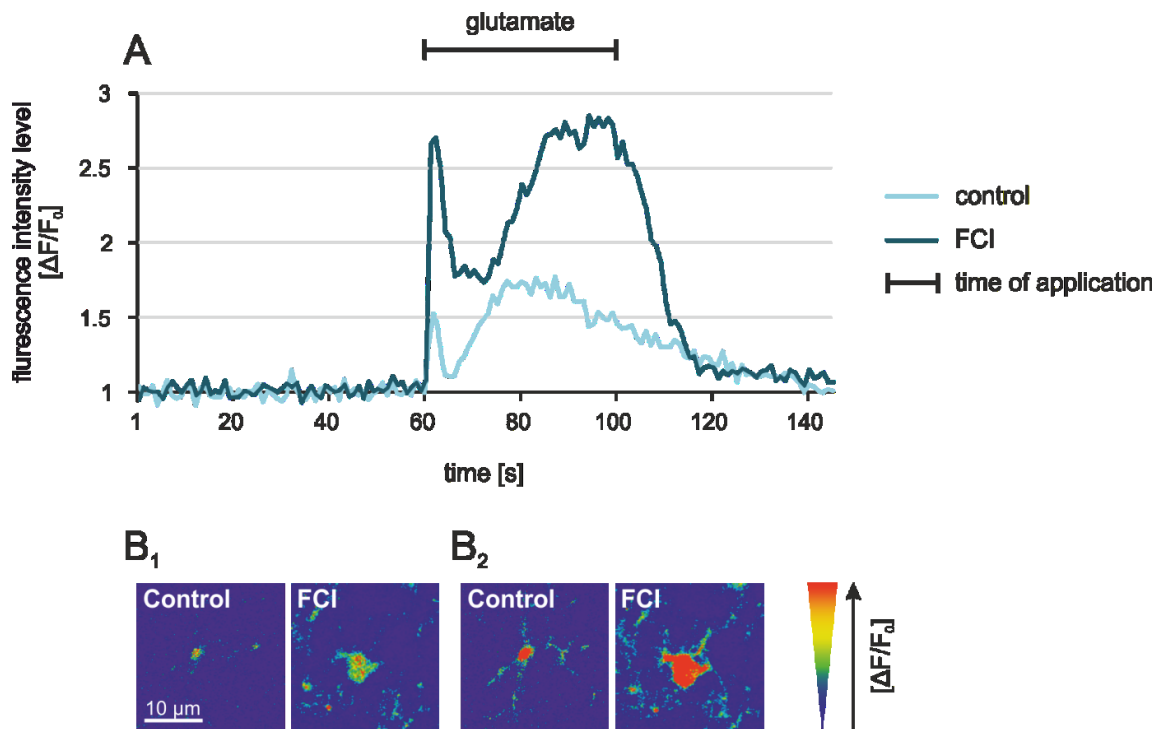 glutamate
A
flurescence intensity level
[ΔF/F₀]
3
2.5
2
1.5
1
1 20 40 60 80 100 120 140
time [s]
control
FCI
time of application
B₁
B₂
Control
FCI
Control
FCI
10 µm
[ΔF/F₀]